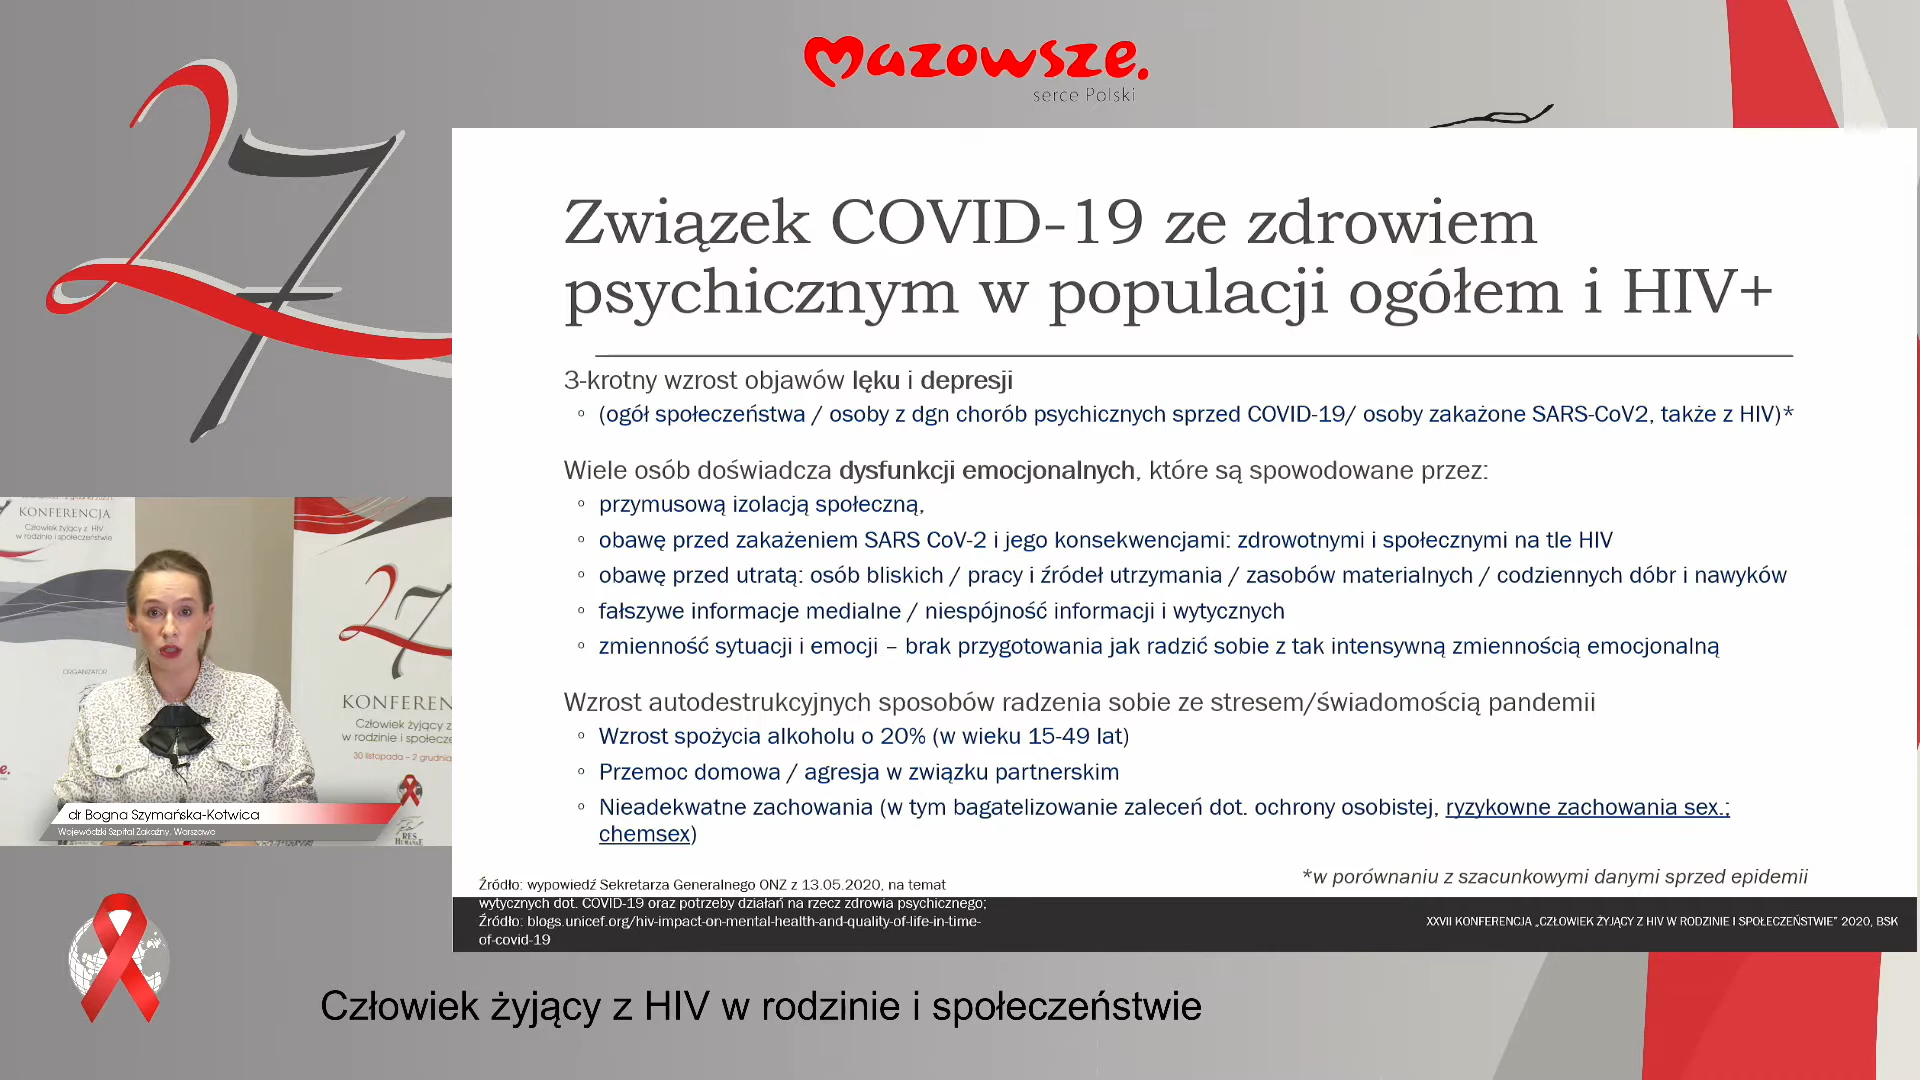 27
Mazowsze.
serce Polski
Związek COVID-19 ze zdrowiem
psychicznym w populacji ogółem i HIV+
3-krotny wzrost objawów lęku i depresji
(ogół społeczeństwa / osoby z dgn chorób psychicznych sprzed COVID-19/ osoby zakażone SARS-CoV2, także z HIV)*
Wiele osób doświadcza dysfunkcji emocjonalnych, które są spowodowane przez:
przymusową izolacją społeczną,
obawę przed zakażeniem SARS CoV-2 i jego konsekwencjami: zdrowotnymi i społecznymi na tle HIV
obawę przed utratą: osób bliskich / pracy i źródeł utrzymania / zasobów materialnych / codziennych dóbr i nawyków
fałszywe informacje medialne / niespójność informacji i wytycznych
zmienność sytuacji i emocji – brak przygotowania jak radzić sobie z tak intensywną zmiennością emocjonalną
Wzrost autodestrukcyjnych sposobów radzenia sobie ze stresem/świadomością pandemii
Wzrost spożycia alkoholu o 20% (w wieku 15-49 lat)
Przemoc domowa / agresja w związku partnerskim
Nieadekwatne zachowania (w tym bagatelizowanie zaleceń dot. ochrony osobistej, ryzykowne zachowania sex.;
chemsex)
*w porównaniu z szacunkowymi danymi sprzed epidemii
Źródło: wypowiedź Sekretarza Generalnego ONZ z 13.05.2020, na temat
wytycznych dot. COVID-19 oraz potrzeby działań na rzecz zdrowia psychicznego;
Źródło: blogs.unicef.org/hiv-impact-on-mental-health-and-quality-of-life-in-time-
of-covid-19
XXVII KONFERENCJA „CZŁOWIEK ŻYJĄCY Z HIV W RODZINIE I SPOŁECZEŃSTWIE” 2020, BSK
KONFERENCJA
Człowiek żyjący z HIV
w rodzinie i społeczeństwie
ORGANIZATOR
27
KONFEREN
Człowiek żyjący z
w rodzinie i społecze
30 listopada – 2 grudnia
RES
HUMANAE
dr Bogna Szymańska-Kotwica
Wojewódzki Szpital Zakaźny, Warszawa
Człowiek żyjący z HIV w rodzinie i społeczeństwie